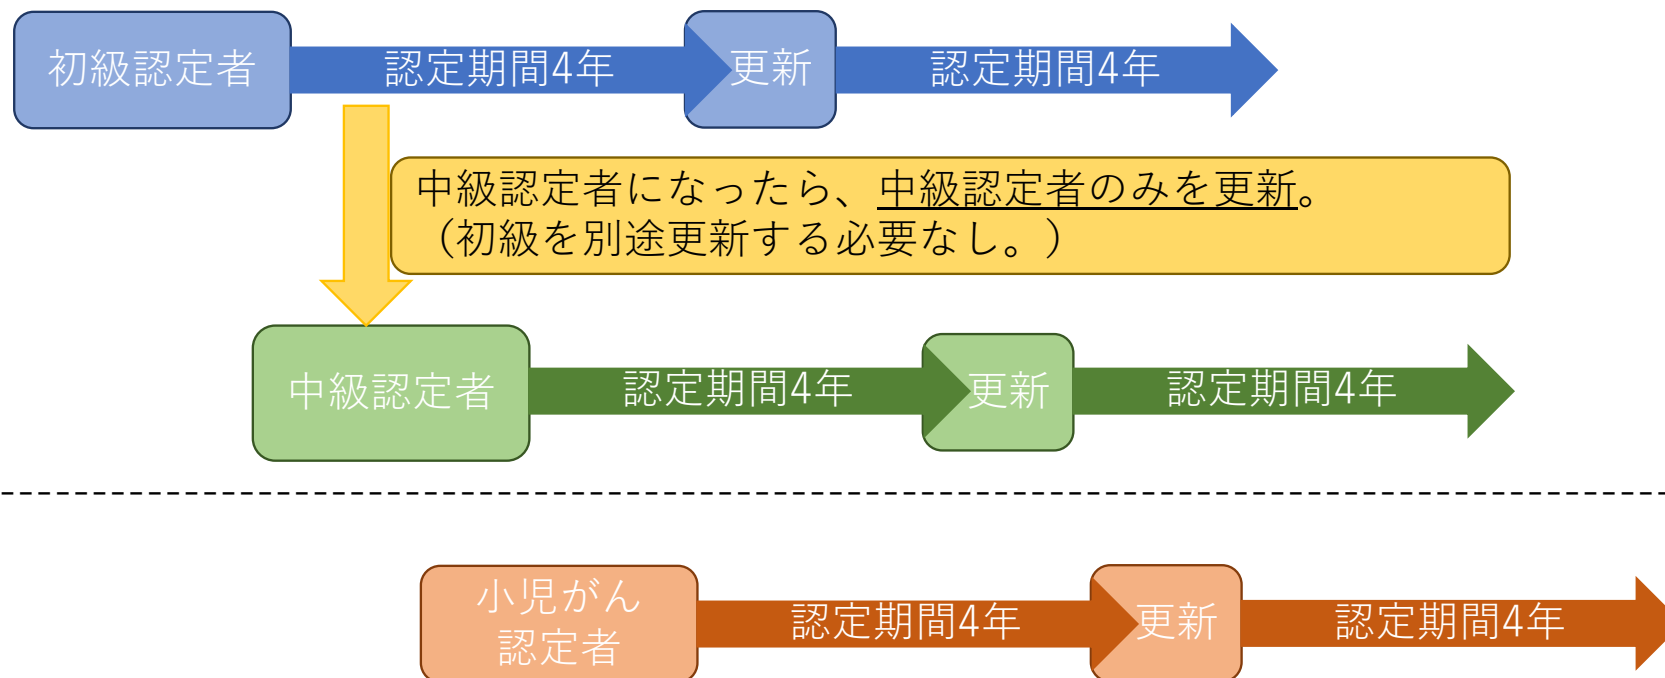 初級認定者 認定期間4年 更新 認定期間4年
中級認定者になったら、中級認定者のみを更新。
（初級を別途更新する必要なし。）
中級認定者 認定期間4年 更新 認定期間4年
小児がん
認定者
認定期間4年 更新 認定期間4年